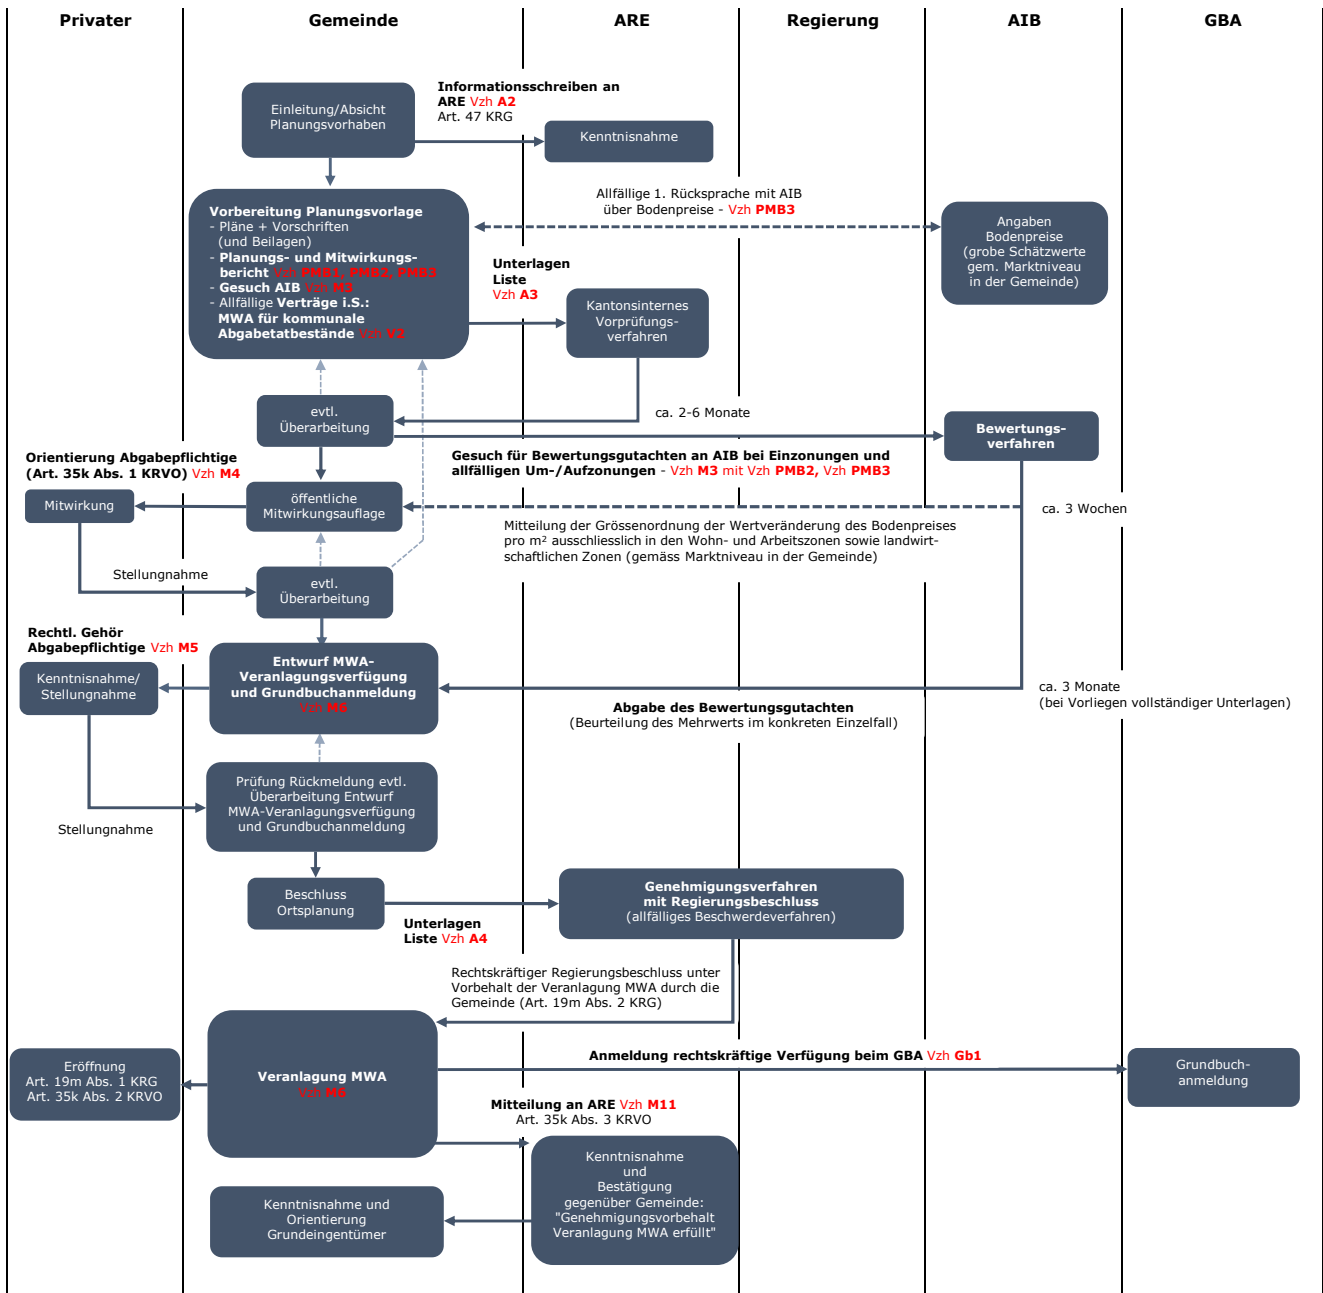 Privater
Gemeinde
ARE
Regierung
AIB
GBA
Einleitung/Absicht
Planungsvorhaben
Informationsschreiben an
ARE Vzh A2
Art. 47 KRG
Kenntnisnahme
Vorbereitung Planungsvorlage
- Pläne + Vorschriften
(und Beilagen)
- Planungs- und Mitwirkungs-
bericht Vzh PMB1, PMB2, PMB3
- Gesuch AIB Vzh M3
- Allfällige Verträge i.S.:
MWA für kommunale
Abgabetatbestände Vzh V2
Allfällige 1. Rücksprache mit AIB
über Bodenpreise - Vzh PMB3
Angaben
Bodenpreise
(grobe Schätzwerte
gem. Marktniveau
in der Gemeinde)
Unterlagen
Liste
Vzh A3
Kantonsinternes
Vorprüfungs-
verfahren
evtl.
Überarbeitung
ca. 2-6 Monate
Bewertungs-
verfahren
Orientierung Abgabepflichtige
(Art. 35k Abs. 1 KRVO) Vzh M4
Gesuch für Bewertungsgutachten an AIB bei Einzonungen und
allfälligen Um-/Aufzonungen - Vzh M3 mit Vzh PMB2, Vzh PMB3
Mitwirkung
öffentliche
Mitwirkungsauflage
ca. 3 Wochen
Mitteilung der Grössenordnung der Wertveränderung des Bodenpreises
pro m² ausschliesslich in den Wohn- und Arbeitszonen sowie landwirt-
schaftlichen Zonen (gemäss Marktniveau in der Gemeinde)
Stellungnahme
evtl.
Überarbeitung
Rechtl. Gehör
Abgabepflichtige Vzh M5
Kenntnisnahme/
Stellungnahme
Entwurf MWA-
Veranlagungsverfügung
und Grundbuchanmeldung
Vzh M6
ca. 3 Monate
(bei Vorliegen vollständiger Unterlagen)
Abgabe des Bewertungsgutachten
(Beurteilung des Mehrwerts im konkreten Einzelfall)
Prüfung Rückmeldung evtl.
Überarbeitung Entwurf
MWA-Veranlagungsverfügung
und Grundbuchanmeldung
Stellungnahme
Beschluss
Ortsplanung
Unterlagen
Liste Vzh A4
Genehmigungsverfahren
mit Regierungsbeschluss
(allfälliges Beschwerdeverfahren)
Rechtskräftiger Regierungsbeschluss unter
Vorbehalt der Veranlagung MWA durch die
Gemeinde (Art. 19m Abs. 2 KRG)
Eröffnung
Art. 19m Abs. 1 KRG
Art. 35k Abs. 2 KRVO
Veranlagung MWA
Vzh M6
Anmeldung rechtskräftige Verfügung beim GBA Vzh Gb1
Grundbuch-
anmeldung
Mitteilung an ARE Vzh M11
Art. 35k Abs. 3 KRVO
Kenntnisnahme
und
Bestätigung
gegenüber Gemeinde:
"Genehmigungsvorbehalt
Veranlagung MWA erfüllt"
Kenntnisnahme und
Orientierung
Grundeingentümer